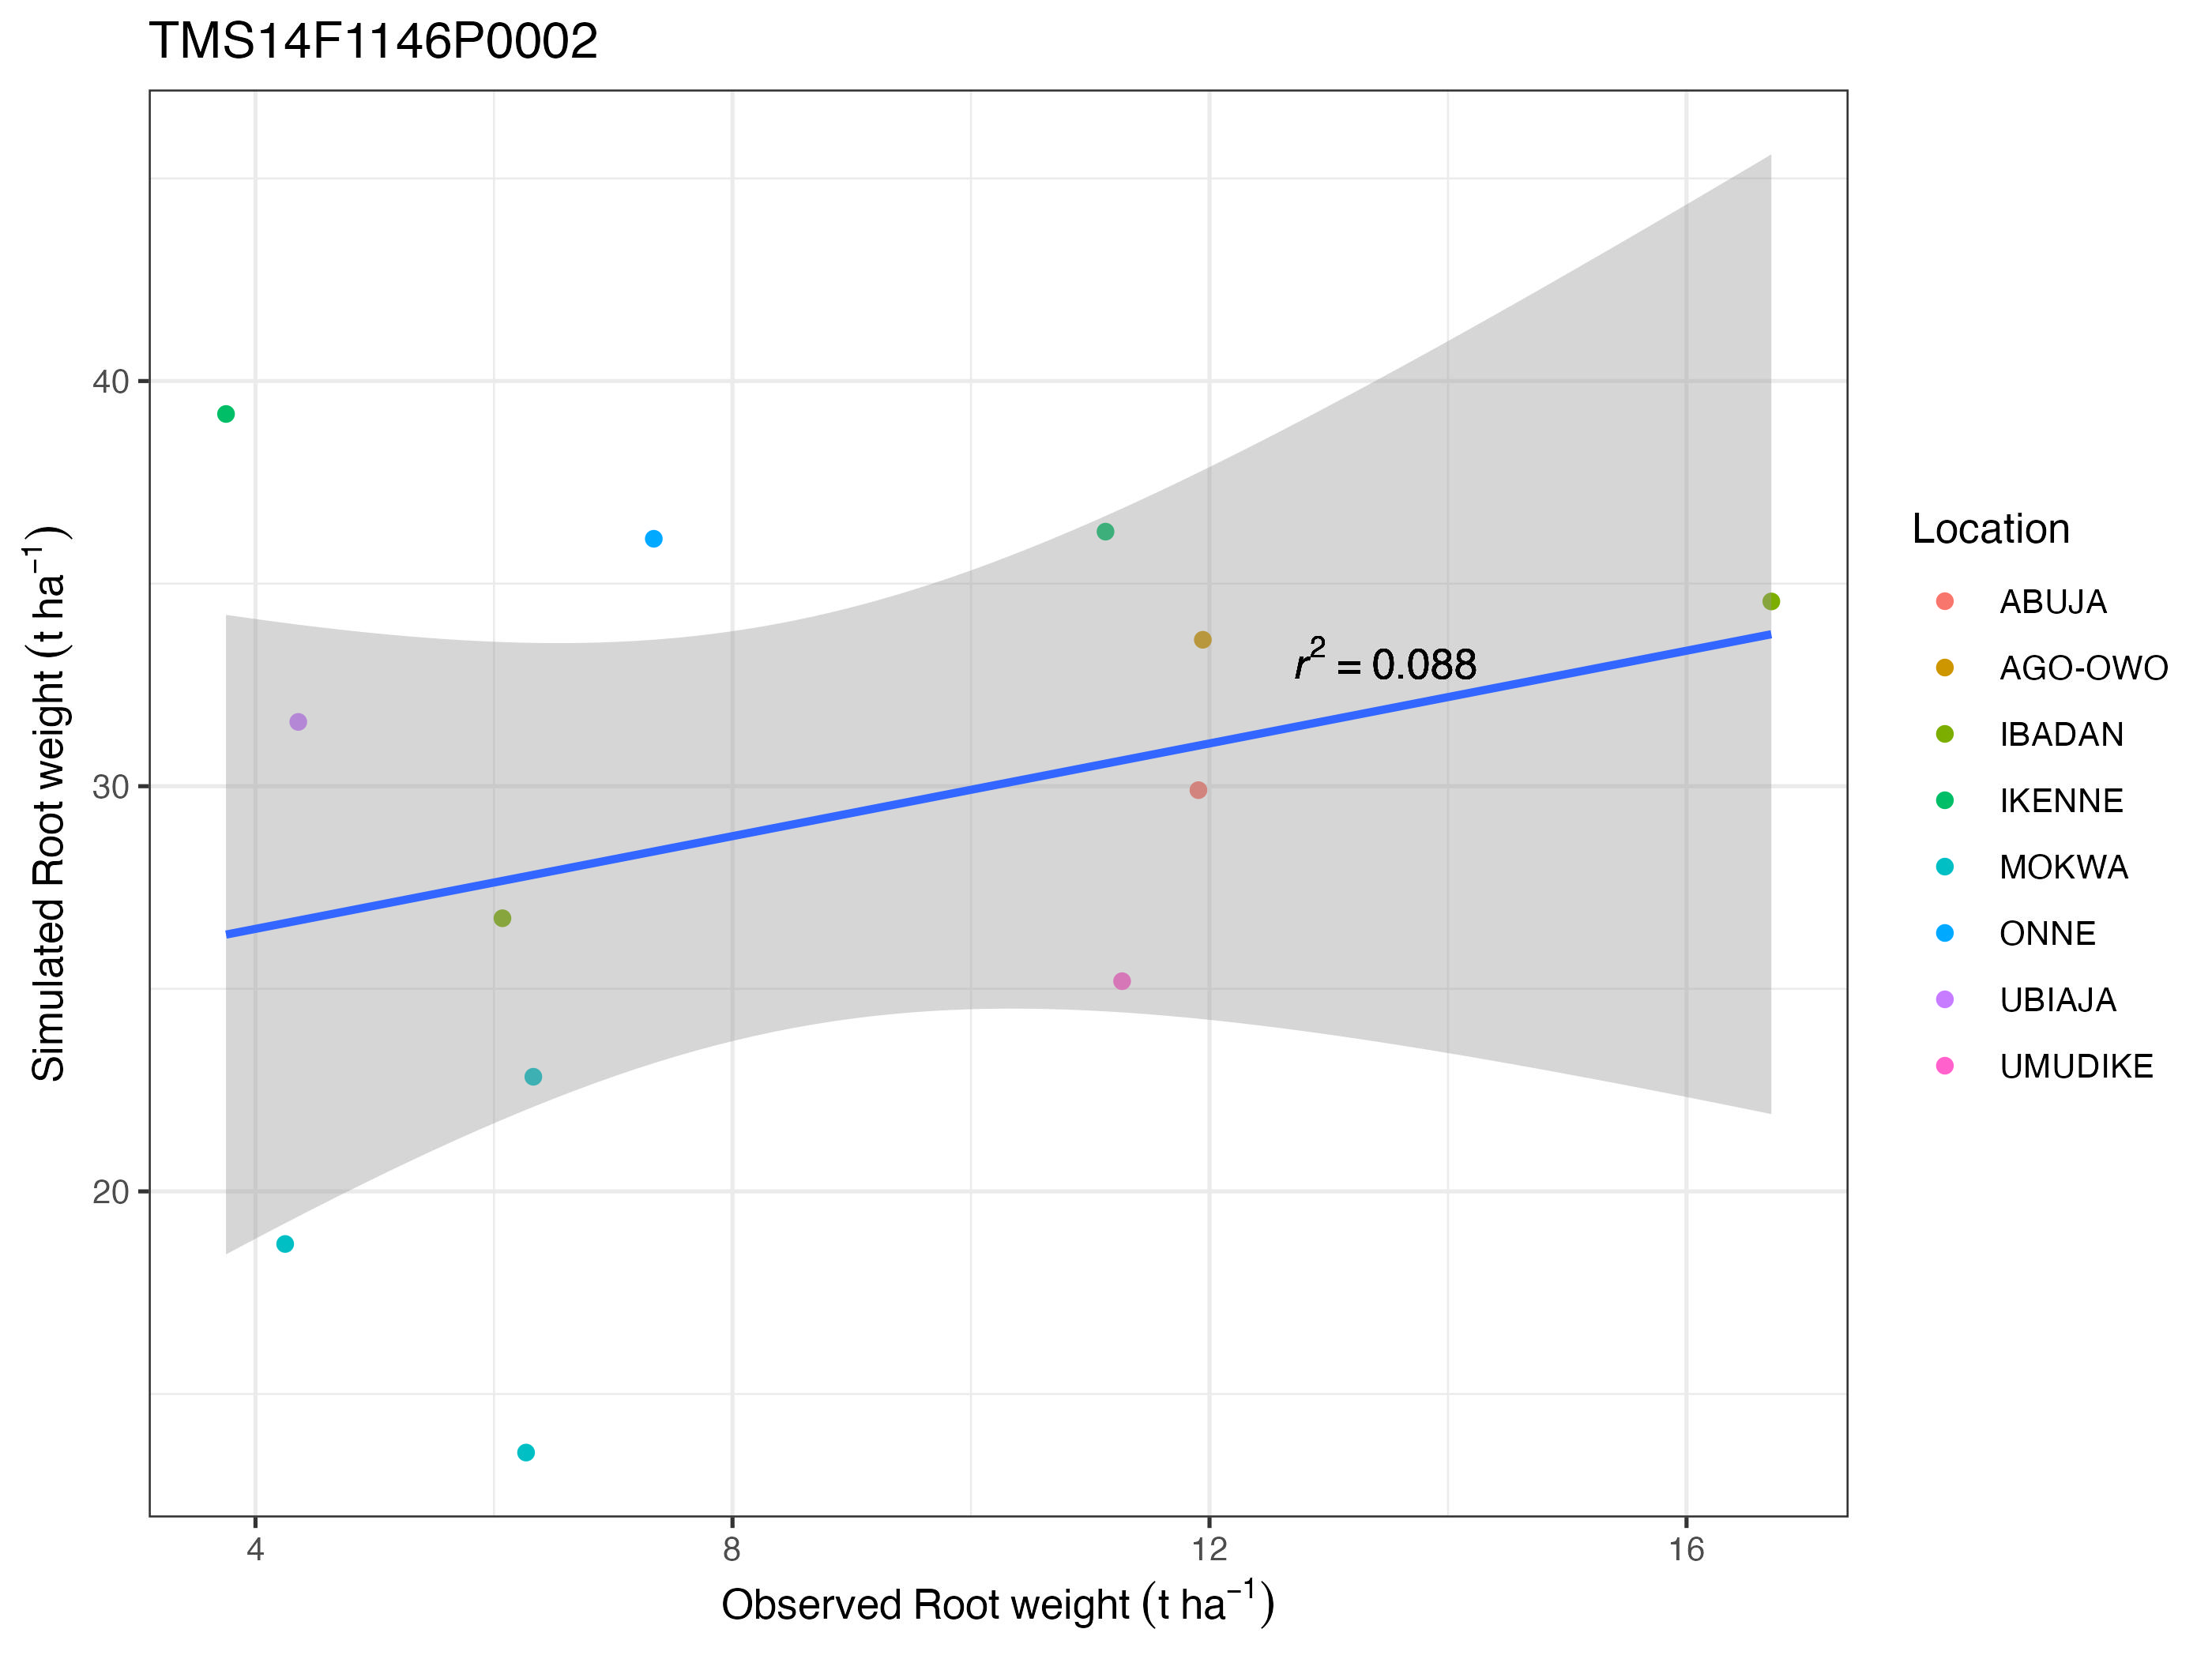 TMS14F1146P0002
Simulated Root weight (t ha⁻¹)
40
30
20
r² = 0.088
4 8 12 16
Observed Root weight (t ha⁻¹)
Location
ABUJA
AGO-OWO
IBADAN
IKENNE
MOKWA
ONNE
UBIAJA
UMUDIKE